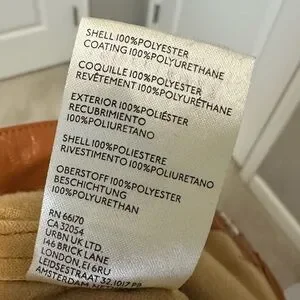 SHELL 100%POLYESTER
COATING 100%POLYURETHANE
COQUILLE 100%POLYESTER
REVÊTEMENT 100%POLYURÉTHANE
EXTERIOR 100%POLIÉSTER
RECUBRIMIENTO
100%POLIURETANO
SHELL 100%POLIESTERE
RIVESTIMENTO 100%POLIURETANO
OBERSTOFF 100%POLYESTER
BESCHICHTUNG
100%POLYURETHAN
RN 66170
CA 32054
URBN UK LTD.
146 BRICK LANE
LONDON, E1 6RU
LEIDSESTRAAT 32, 1017 PB
AMSTERDAM